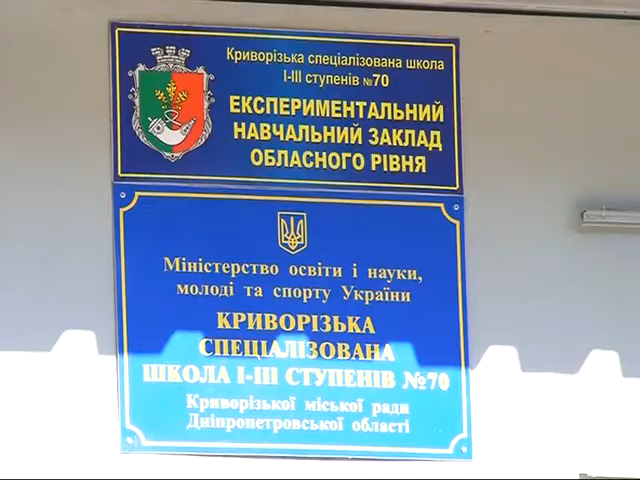 Криворізька спеціалізована школа
І-ІІІ ступенів №70
ЕКСПЕРИМЕНТАЛЬНИЙ
НАВЧАЛЬНИЙ ЗАКЛАД
ОБЛАСНОГО РІВНЯ
Міністерство освіти і науки,
молоді та спорту України
КРИВОРІЗЬКА
СПЕЦІАЛІЗОВАНА
ШКОЛА І-ІІІ СТУПЕНІВ №70
Криворізької міської ради
Дніпропетровської області